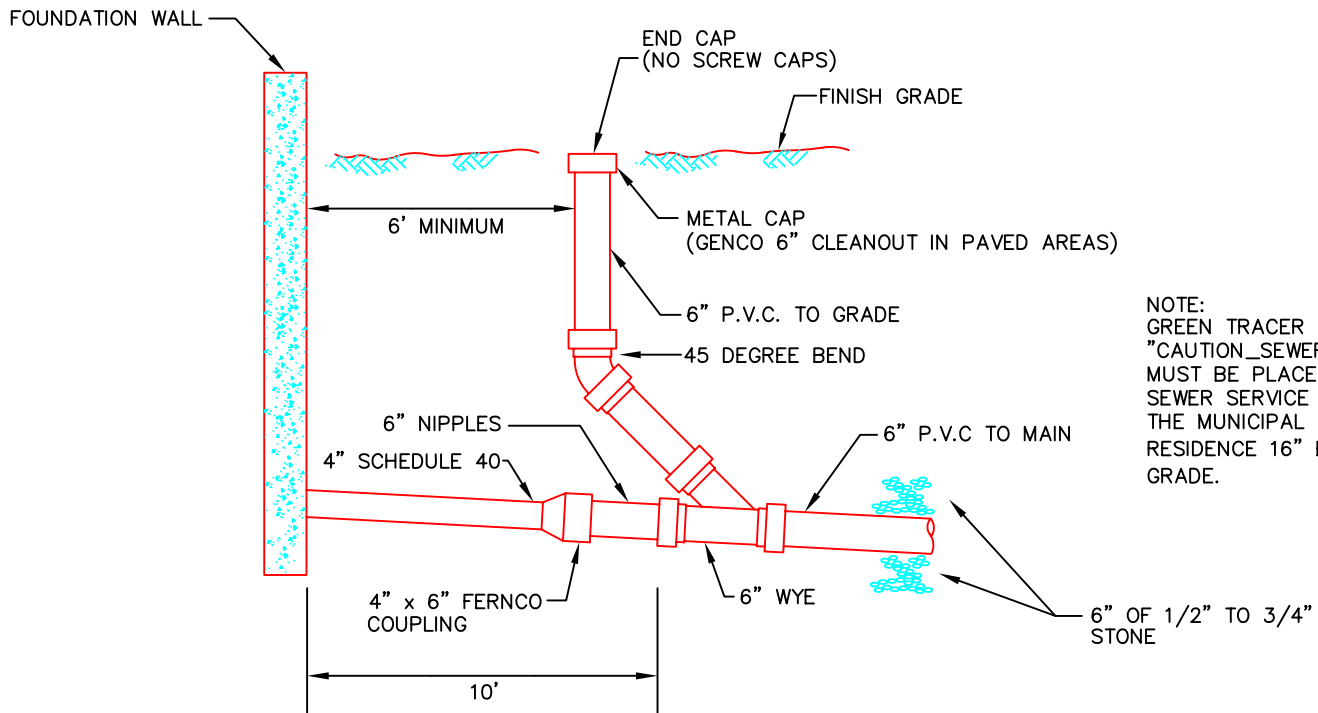 FOUNDATION WALL
END CAP
(NO SCREW CAPS)
FINISH GRADE
6' MINIMUM
METAL CAP
(GENCO 6" CLEANOUT IN PAVED AREAS)
6" P.V.C. TO GRADE
45 DEGREE BEND
NOTE:
GREEN TRACER
"CAUTION_SEWER
MUST BE PLACE
SEWER SERVICE
THE MUNICIPAL
RESIDENCE 16"
GRADE.
6" NIPPLES
6" P.V.C TO MAIN
4" SCHEDULE 40
4" x 6" FERNCO
COUPLING
6" WYE
6" OF 1/2" TO 3/4"
STONE
10'